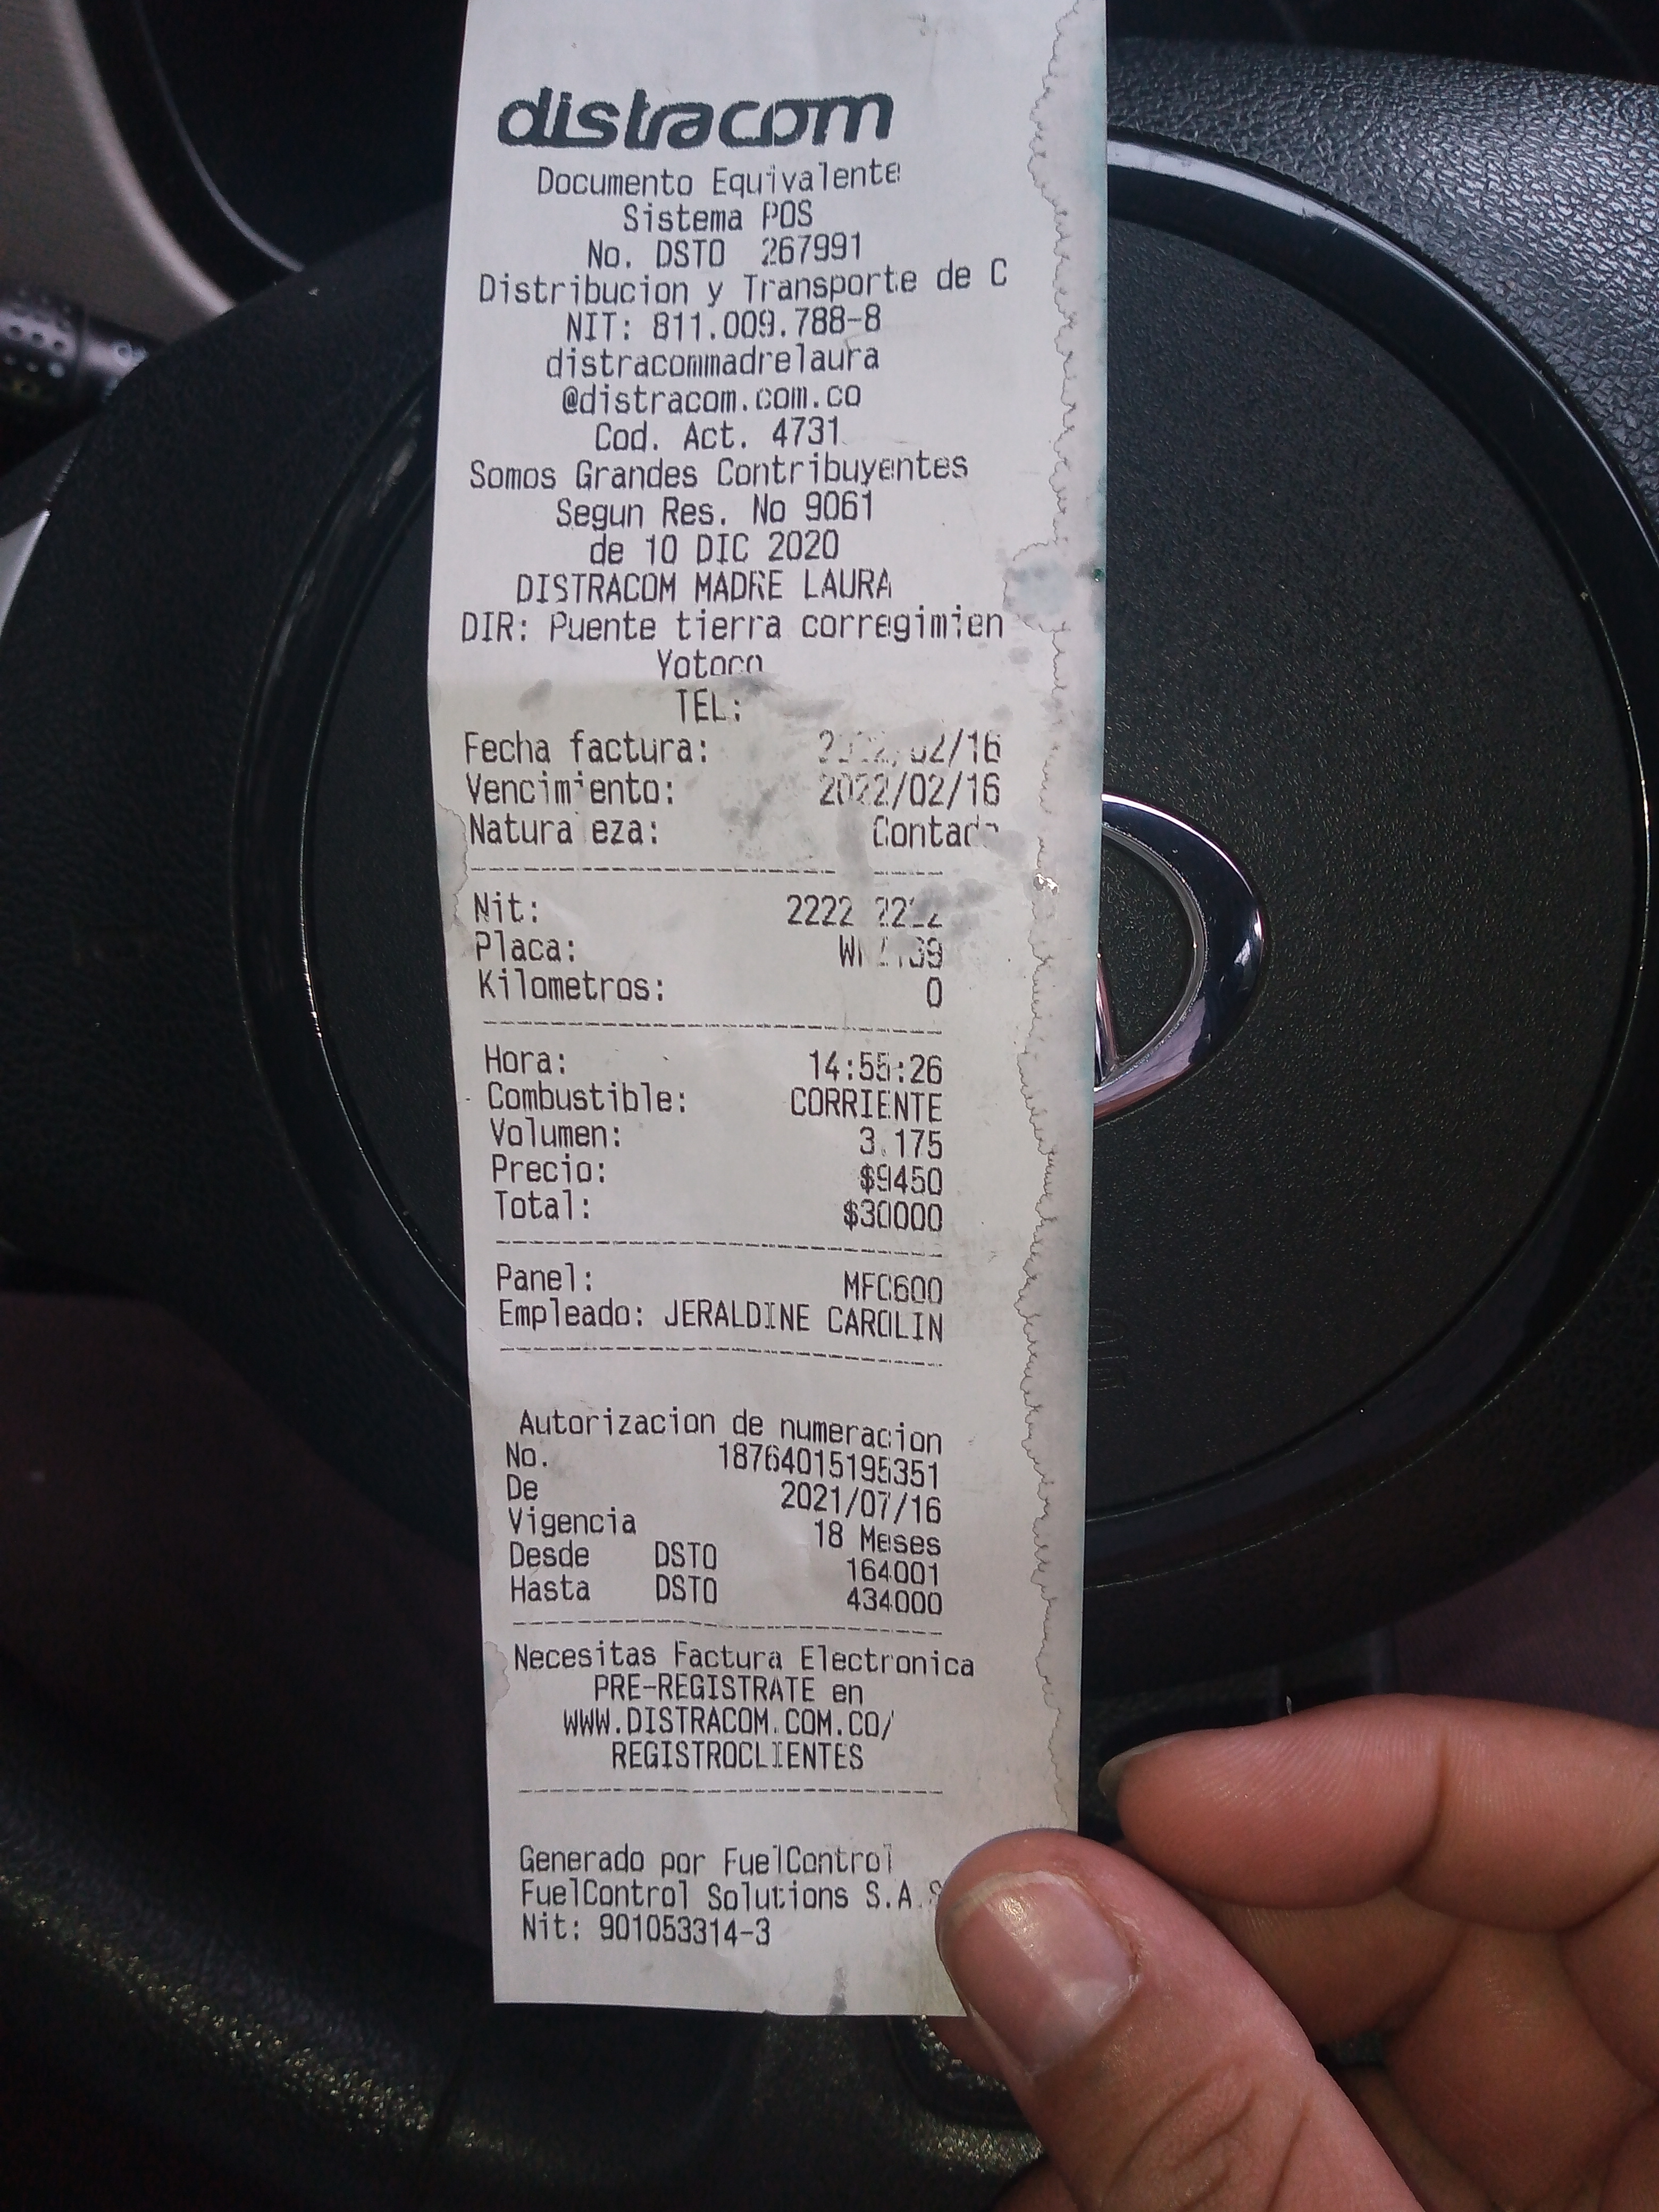 distracom
Documento Equivalente
Sistema POS
No. DSTO 267991
Distribucion y Transporte de C
NIT: 811.009.788-8
distracommadrelaura
@distracom.com.co
Cod. Act. 4731
Somos Grandes Contribuyentes
Segun Res. No 9061
de 10 DIC 2020
DISTRACOM MADRE LAURA
DIR: Puente tierra corregimien
Yotoco
TEL:
Fecha factura:
Vencimiento: 2022/02/16
Naturaleza: Contado
Nit:
Placa:
Kilometros: 0
Hora: 14:55:26
Combustible: CORRIENTE
Volumen: 3.175
Precio: $9450
Total: $30000
Panel: MFC600
Empleado: JERALDINE CAROLIN
Autorizacion de numeracion
No. 18764015195351
De 2021/07/16
Vigencia 18 Meses
Desde DSTO 164001
Hasta DSTO 434000
Necesitas Factura Electronica
PRE-REGISTRATE en
WWW.DISTRACOM.COM.CO/
REGISTROCLIENTES
Generado por FuelControl
FuelControl Solutions S.A.S
Nit: 901053314-3